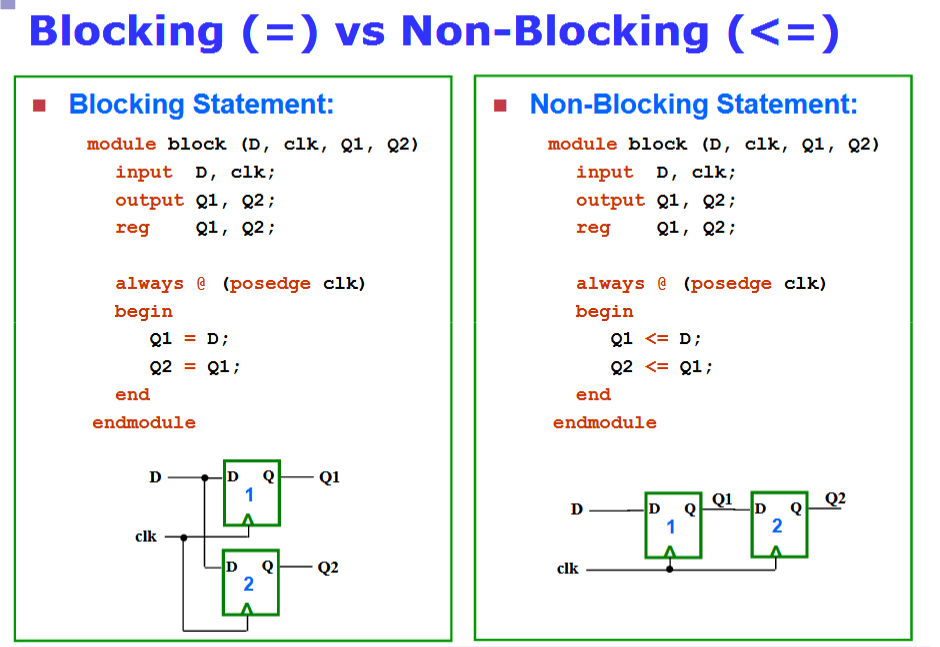 Blocking (=) vs Non-Blocking (<=)
Blocking Statement:
module block (D, clk, Q1, Q2)
input D, clk;
output Q1, Q2;
reg Q1, Q2;
always @ (posedge clk)
begin
Q1 = D;
Q2 = Q1;
end
endmodule
D
D Q
1
Q1
clk
D Q
2
Q2
Non-Blocking Statement:
module block (D, clk, Q1, Q2)
input D, clk;
output Q1, Q2;
reg Q1, Q2;
always @ (posedge clk)
begin
Q1 <= D;
Q2 <= Q1;
end
endmodule
D
D Q
1
Q1
D Q
2
Q2
clk